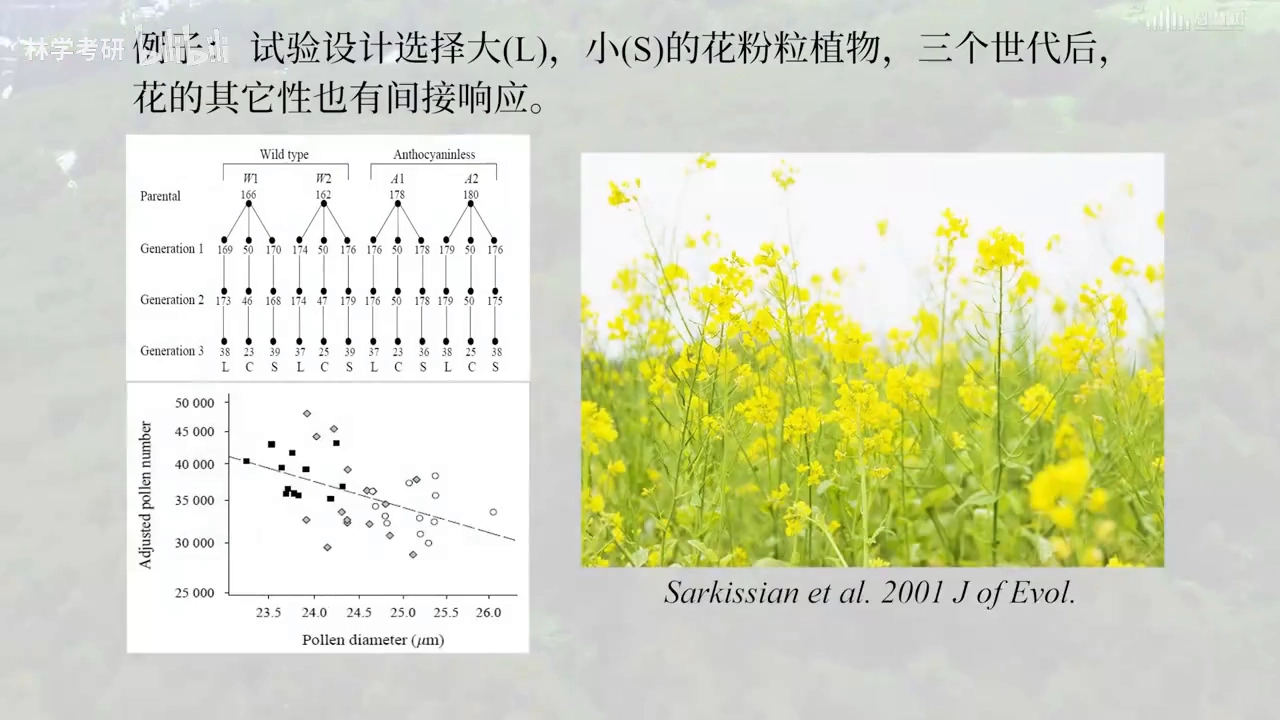 林学考研
例子： 试验设计选择大(L)，小(S)的花粉粒植物，三个世代后，
花的其它性也有间接响应。
Wild type Anthocyaninless
W1 W2 A1 A2
Parental 166 162 178 180
Generation 1 169 50 170 174 50 176 176 50 178 179 50 176
Generation 2 173 46 168 174 47 179 176 50 178 179 50 175
Generation 3 38 23 39 37 25 39 37 23 36 38 25 38
L C S L C S L C S L C S
50 000
45 000
40 000
35 000
30 000
25 000
Adjusted pollen number
23.5 24.0 24.5 25.0 25.5 26.0
Pollen diameter (μm)
Sarkissian et al. 2001 J of Evol.